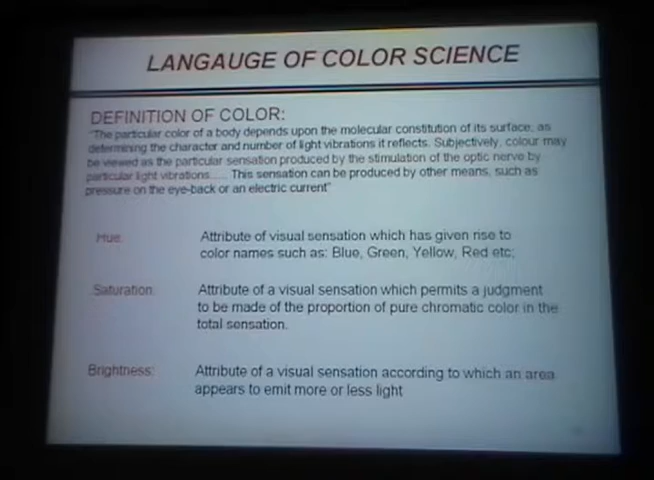 LANGAUGE OF COLOR SCIENCE
DEFINITION OF COLOR:
"The particular color of a body depends upon the molecular constitution of its surface, as
determining the character and number of light vibrations it reflects. Subjectively, colour may
be viewed as the particular sensation produced by the stimulation of the optic nerve by
particular light vibrations..... This sensation can be produced by other means, such as
pressure on the eye-back or an electric current"
Hue: Attribute of visual sensation which has given rise to
color names such as: Blue, Green, Yellow, Red etc;
Saturation: Attribute of a visual sensation which permits a judgment
to be made of the proportion of pure chromatic color in the
total sensation.
Brightness: Attribute of a visual sensation according to which an area
appears to emit more or less light